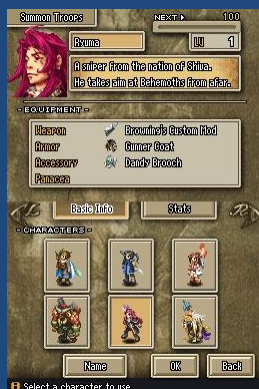 Summon Troops
NEXT 100
Ryuma
LV 1
A sniper from the nation of Shiva.
He takes aim at Behemoths from afar.
- EQUIPMENT -
Weapon Browning's Custom Mod
Armor Gunner Coat
Accessory Dandy Brooch
Panacea
L Basic Info Stats R
- CHARACTERS -
Name OK Back
Select a character to use